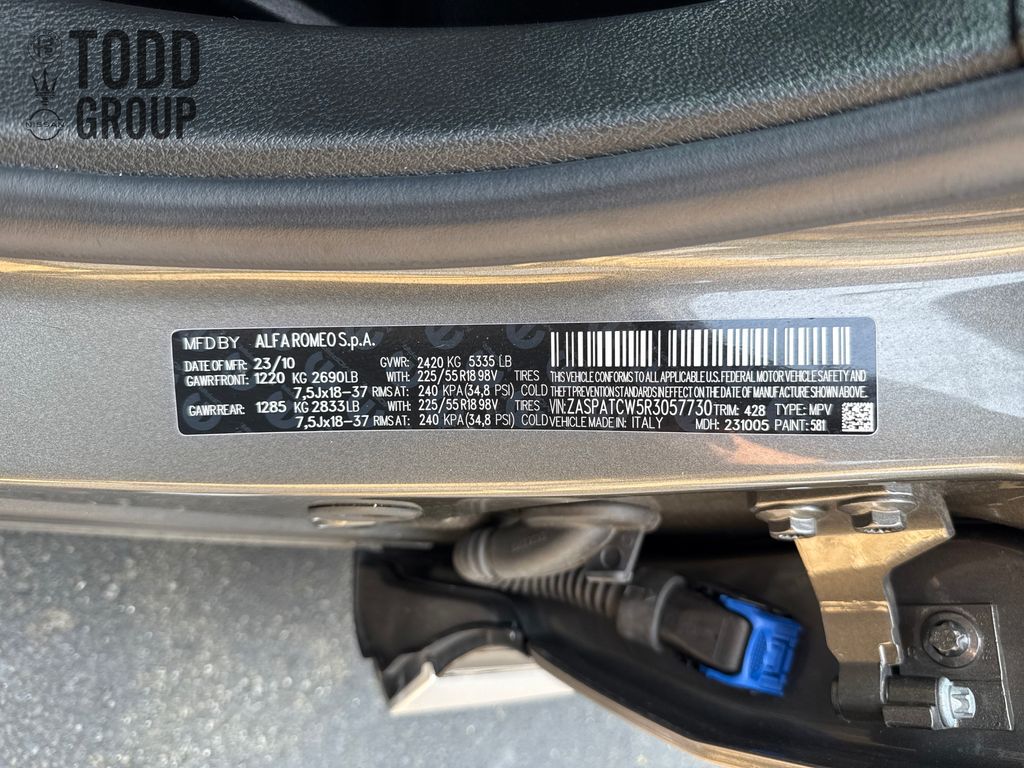 TODD
GROUP
MFD BY ALFA ROMEO S.p.A.
DATE OF MFR: 23/10 GVWR: 2420 KG 5335 LB
GAWR FRONT: 1220 KG 2690LB WITH: 225/55 R18 98V TIRES
7,5Jx18-37 RIMS AT: 240 KPA (34,8 PSI) COLD
GAWR REAR: 1285 KG 2833LB WITH: 225/55 R18 98V TIRES
7,5Jx18-37 RIMS AT: 240 KPA (34,8 PSI) COLD
THIS VEHICLE CONFORMS TO ALL APPLICABLE U.S. FEDERAL MOTOR VEHICLE SAFETY AND
THEFT PREVENTION STANDARDS IN EFFECT ON THE DATE OF MANUFACTURE SHOWN ABOVE
VIN: ZASPATCW5R3057730 TRIM: 428 TYPE: MPV
VEHICLE MADE IN: ITALY MDH: 231005 PAINT: 581